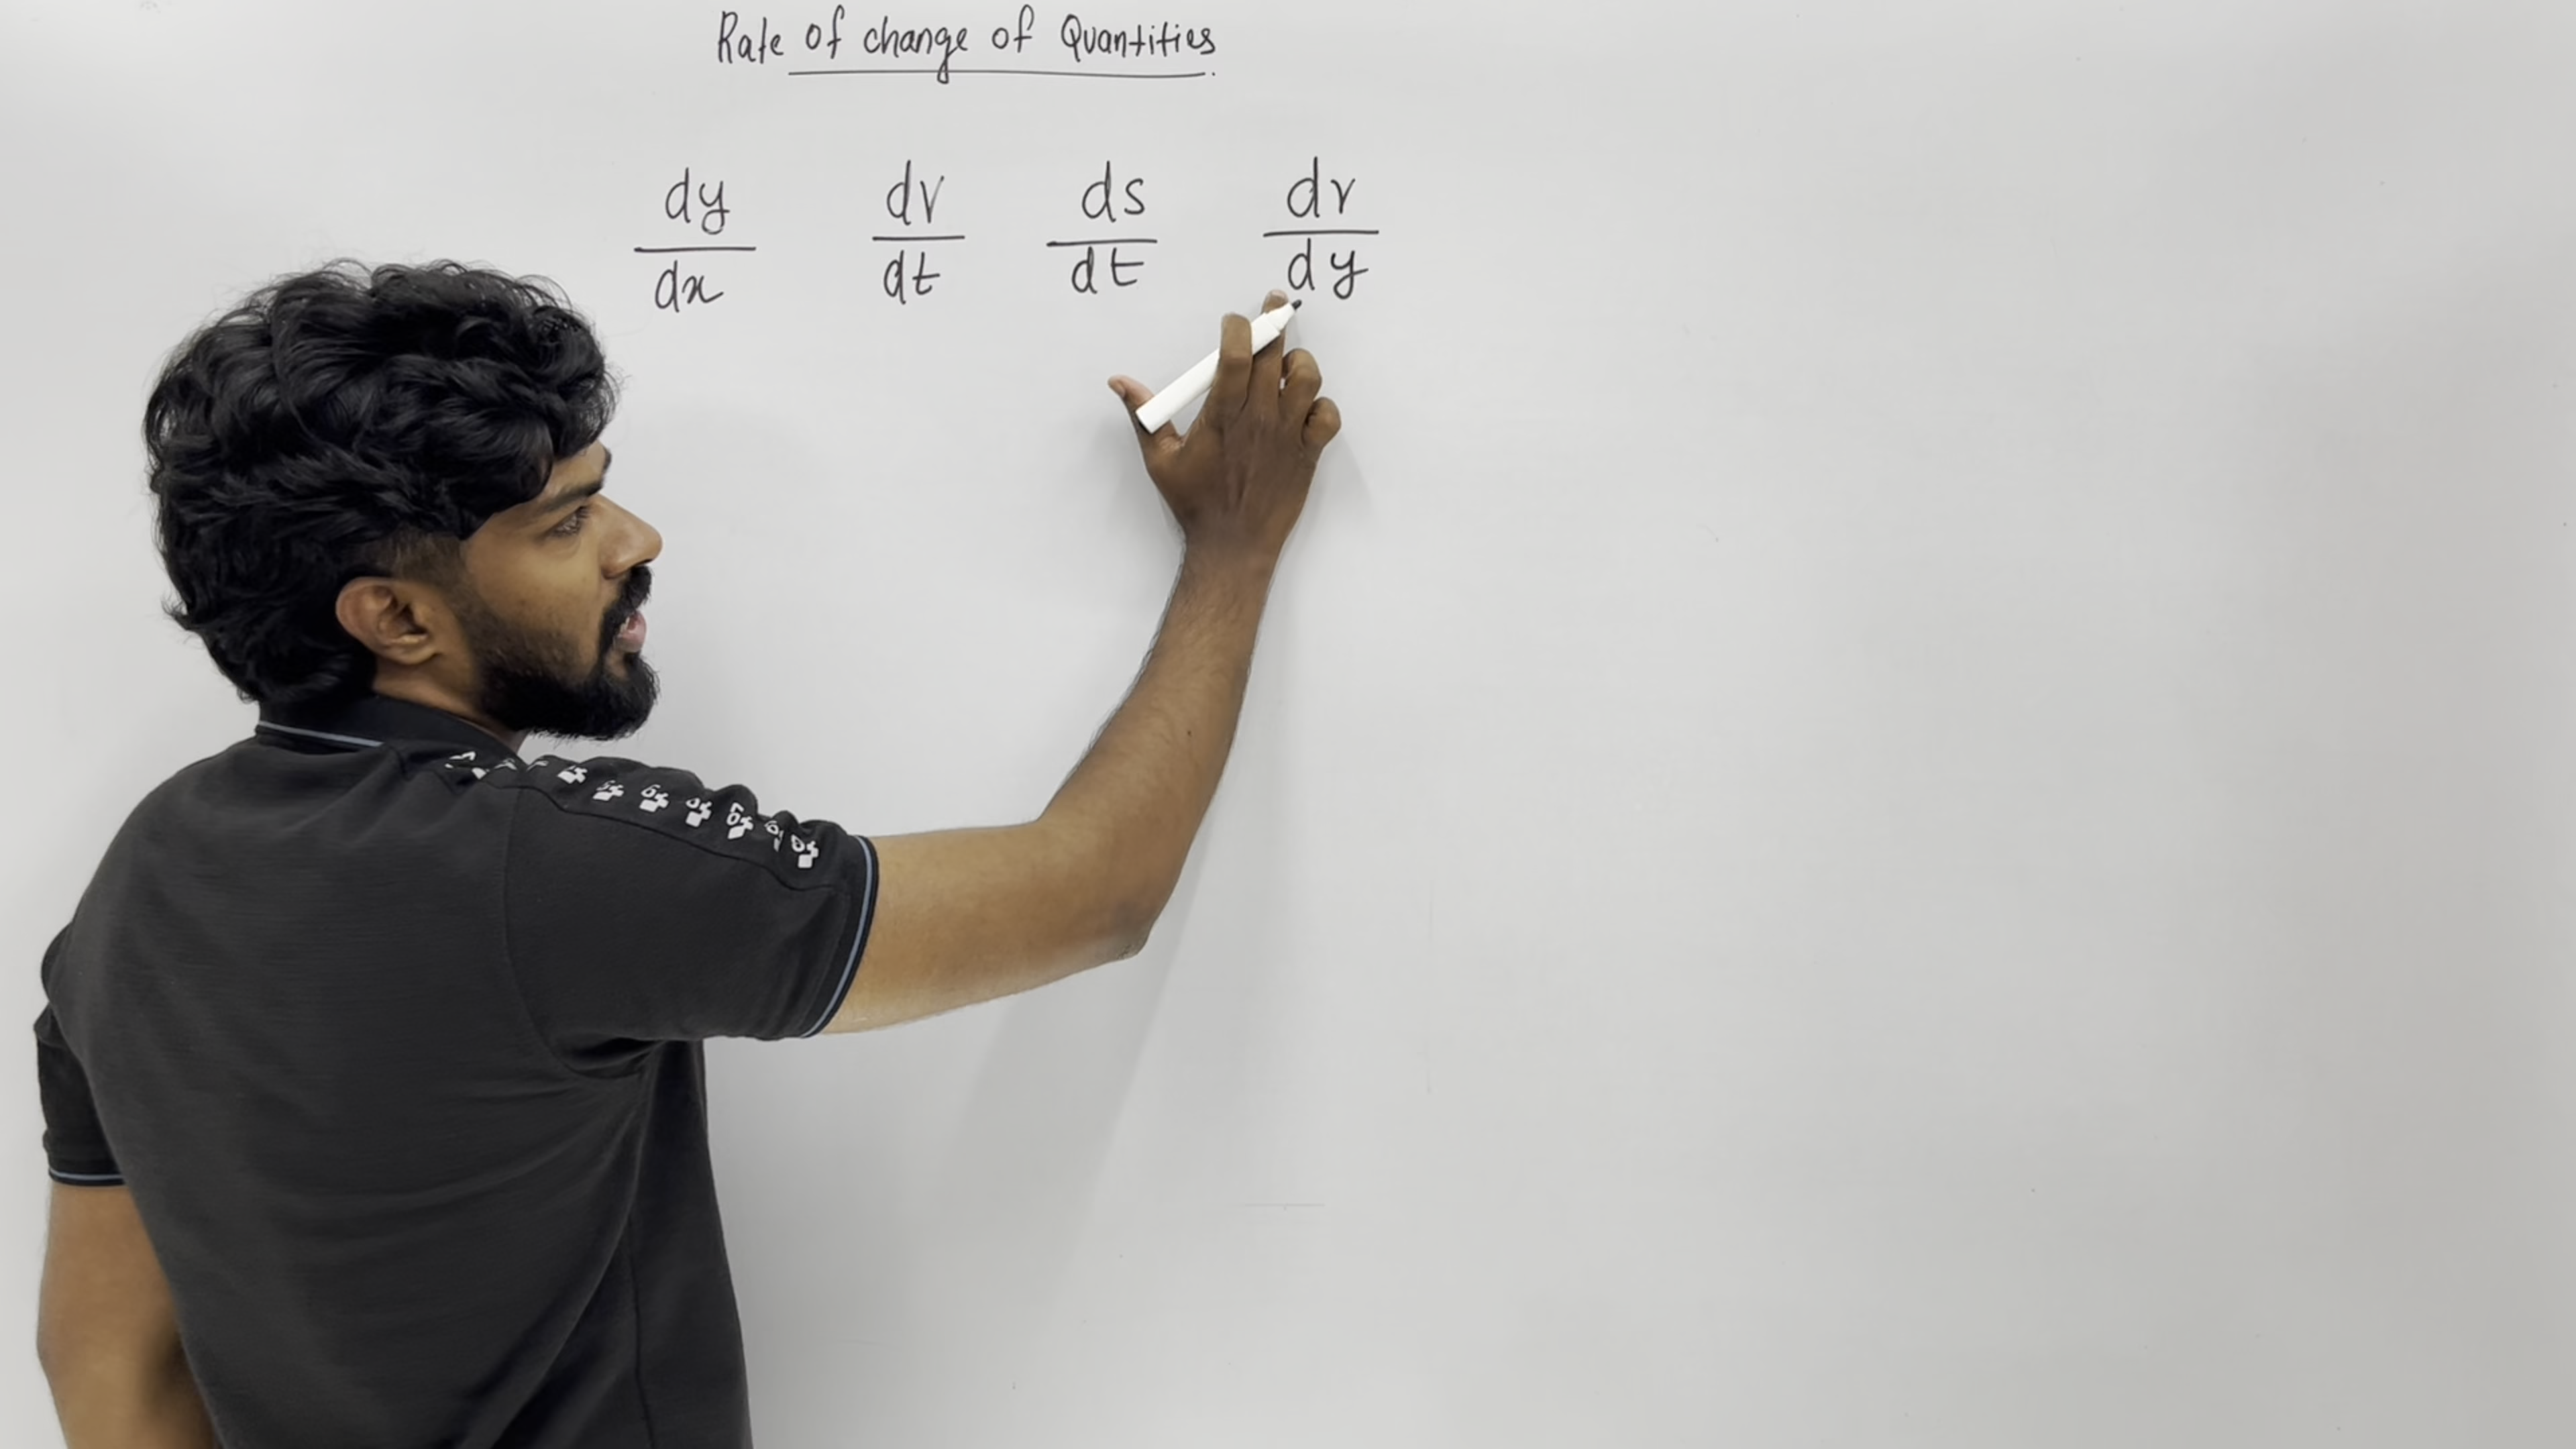 Rate of change of Quantities.
dy/dx dv/dt ds/dt dr/dy